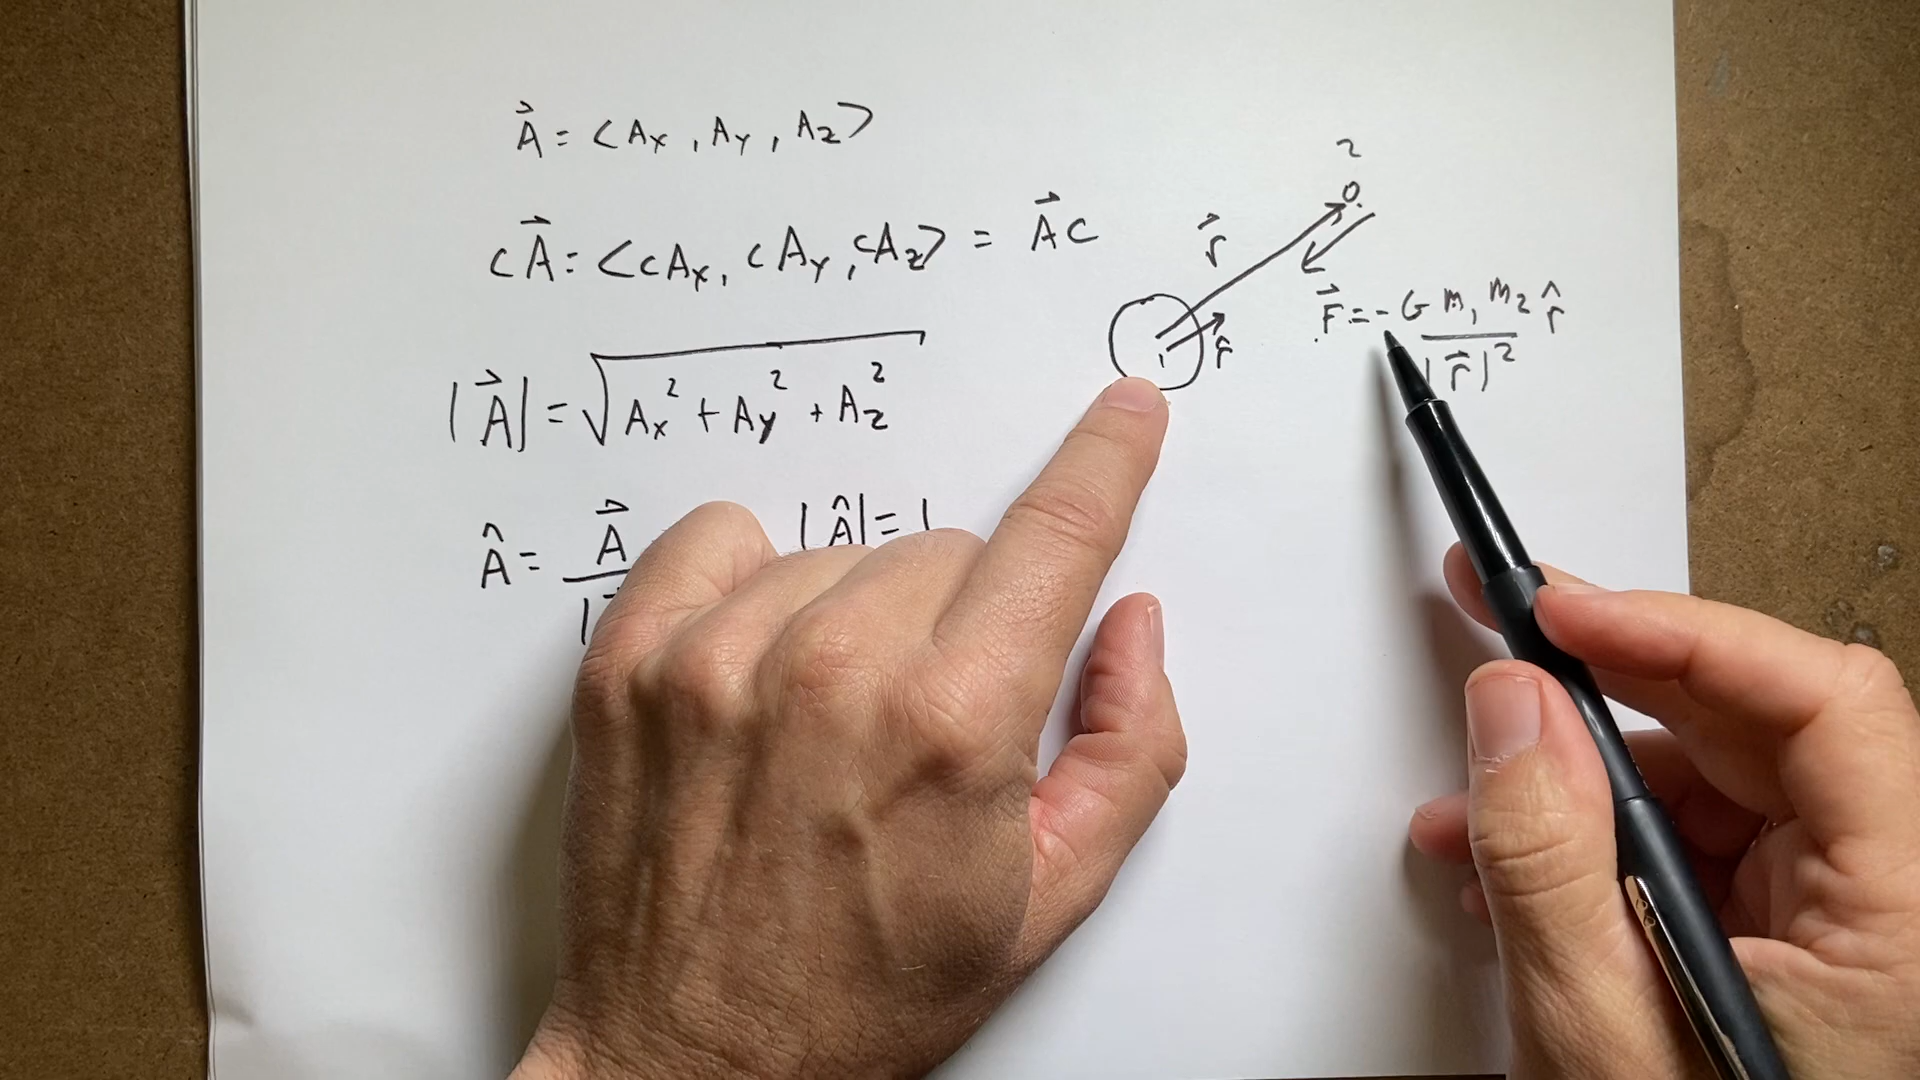 A⃗ = <Ax, Ay, Az>
cA⃗ = <cAx, cAy, cAz> = A⃗c
|A⃗| = √(Ax² + Ay² + Az²)
Â = A⃗ / | |Â| = 1
2
r⃗
1
r̂
F⃗ = -G m₁ m₂ r̂ / |r⃗|²